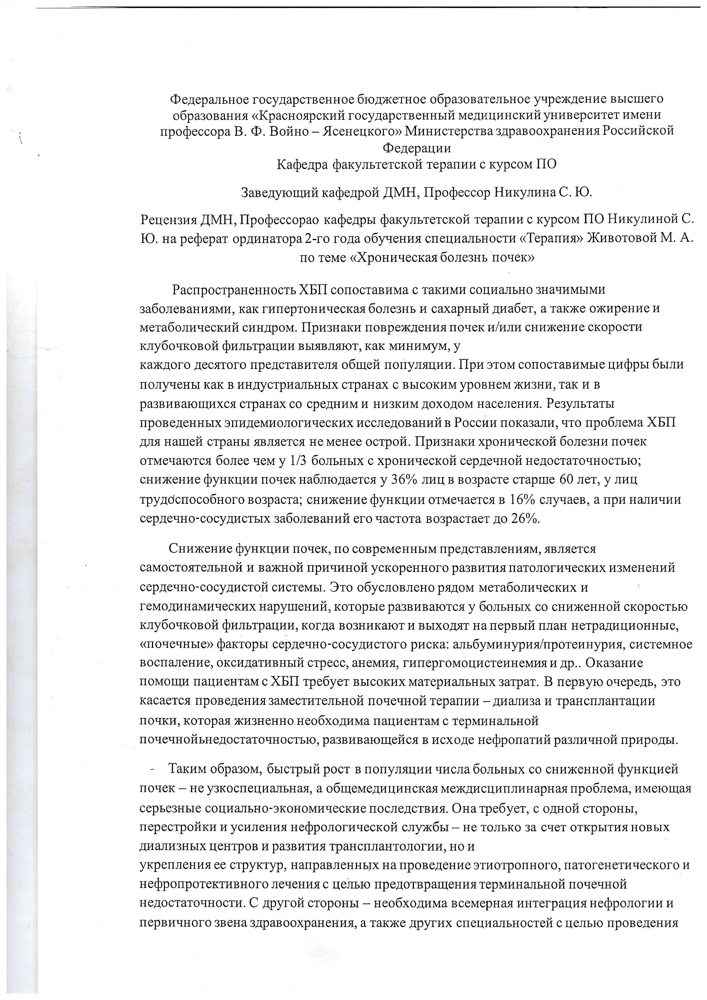 Федеральное государственное бюджетное образовательное учреждение высшего
образования «Красноярский государственный медицинский университет имени
профессора В. Ф. Войно – Ясенецкого» Министерства здравоохранения Российской
Федерации
Кафедра факультетской терапии с курсом ПО
Заведующий кафедрой ДМН, Профессор Никулина С. Ю.
Рецензия ДМН, Профессорао кафедры факультетской терапии с курсом ПО Никулиной С.
Ю. на реферат ординатора 2-го года обучения специальности «Терапия» Животовой М. А.
по теме «Хроническая болезнь почек»
Распространенность ХБП сопоставима с такими социально значимыми
заболеваниями, как гипертоническая болезнь и сахарный диабет, а также ожирение и
метаболический синдром. Признаки повреждения почек и/или снижение скорости
клубочковой фильтрации выявляют, как минимум, у
каждого десятого представителя общей популяции. При этом сопоставимые цифры были
получены как в индустриальных странах с высоким уровнем жизни, так и в
развивающихся странах со средним и низким доходом населения. Результаты
проведенных эпидемиологических исследований в России показали, что проблема ХБП
для нашей страны является не менее острой. Признаки хронической болезни почек
отмечаются более чем у 1/3 больных с хронической сердечной недостаточностью;
снижение функции почек наблюдается у 36% лиц в возрасте старше 60 лет, у лиц
трудоспособного возраста; снижение функции отмечается в 16% случаев, а при наличии
сердечно-сосудистых заболеваний его частота возрастает до 26%.
Снижение функции почек, по современным представлениям, является
самостоятельной и важной причиной ускоренного развития патологических изменений
сердечно-сосудистой системы. Это обусловлено рядом метаболических и
гемодинамических нарушений, которые развиваются у больных со сниженной скоростью
клубочковой фильтрации, когда возникают и выходят на первый план нетрадиционные,
«почечные» факторы сердечно-сосудистого риска: альбуминурия/протеинурия, системное
воспаление, оксидативный стресс, анемия, гипергомоцистеинемия и др.. Оказание
помощи пациентам с ХБП требует высоких материальных затрат. В первую очередь, это
касается проведения заместительной почечной терапии – диализа и трансплантации
почки, которая жизненно необходима пациентам с терминальной
почечнойьнедостаточностью, развивающейся в исходе нефропатий различной природы.
- Таким образом, быстрый рост в популяции числа больных со сниженной функцией
почек – не узкоспециальная, а общемедицинская междисциплинарная проблема, имеющая
серьезные социально-экономические последствия. Она требует, с одной стороны,
перестройки и усиления нефрологической службы – не только за счет открытия новых
диализных центров и развития трансплантологии, но и
укрепления ее структур, направленных на проведение этиотропного, патогенетического и
нефропротективного лечения с целью предотвращения терминальной почечной
недостаточности. С другой стороны – необходима всемерная интеграция нефрологии и
первичного звена здравоохранения, а также других специальностей с целью проведения